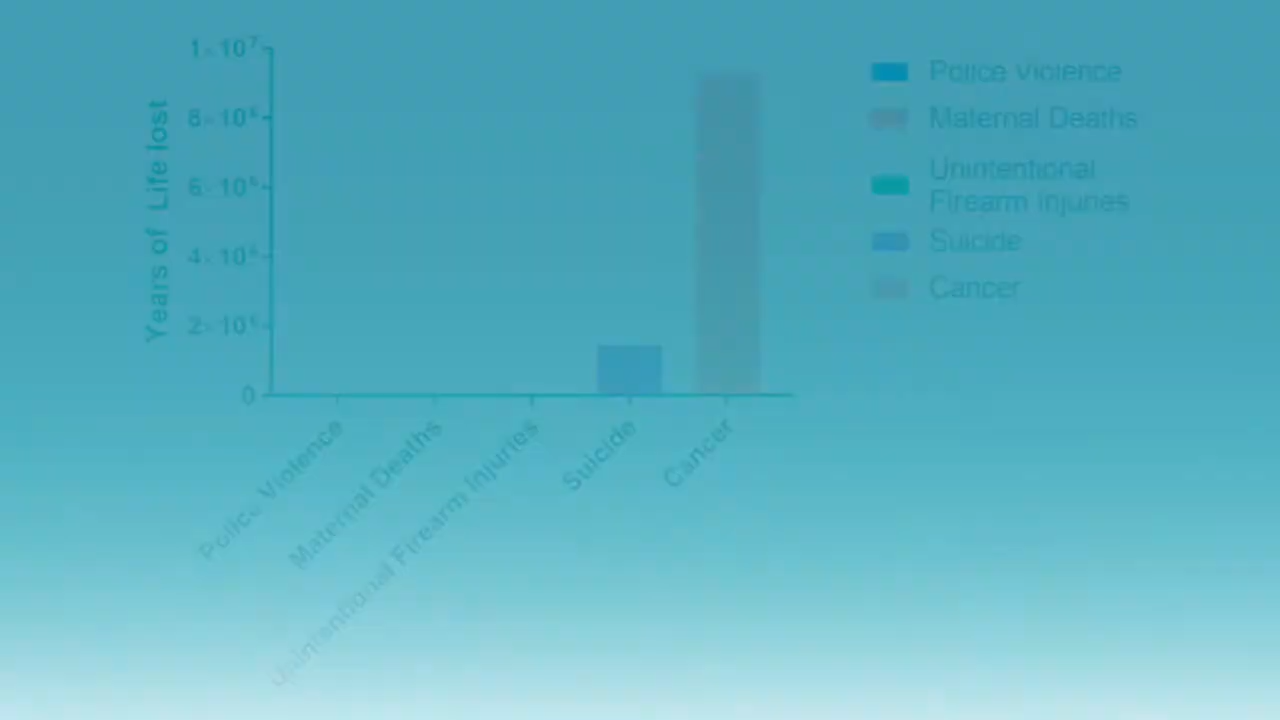 Years of Life lost
1×10⁷
8×10⁶
6×10⁶
4×10⁶
2×10⁶
0
Police Violence
Maternal Deaths
Unintentional Firearm Injuries
Suicide
Cancer
Police Violence
Maternal Deaths
Unintentional
Firearm Injuries
Suicide
Cancer